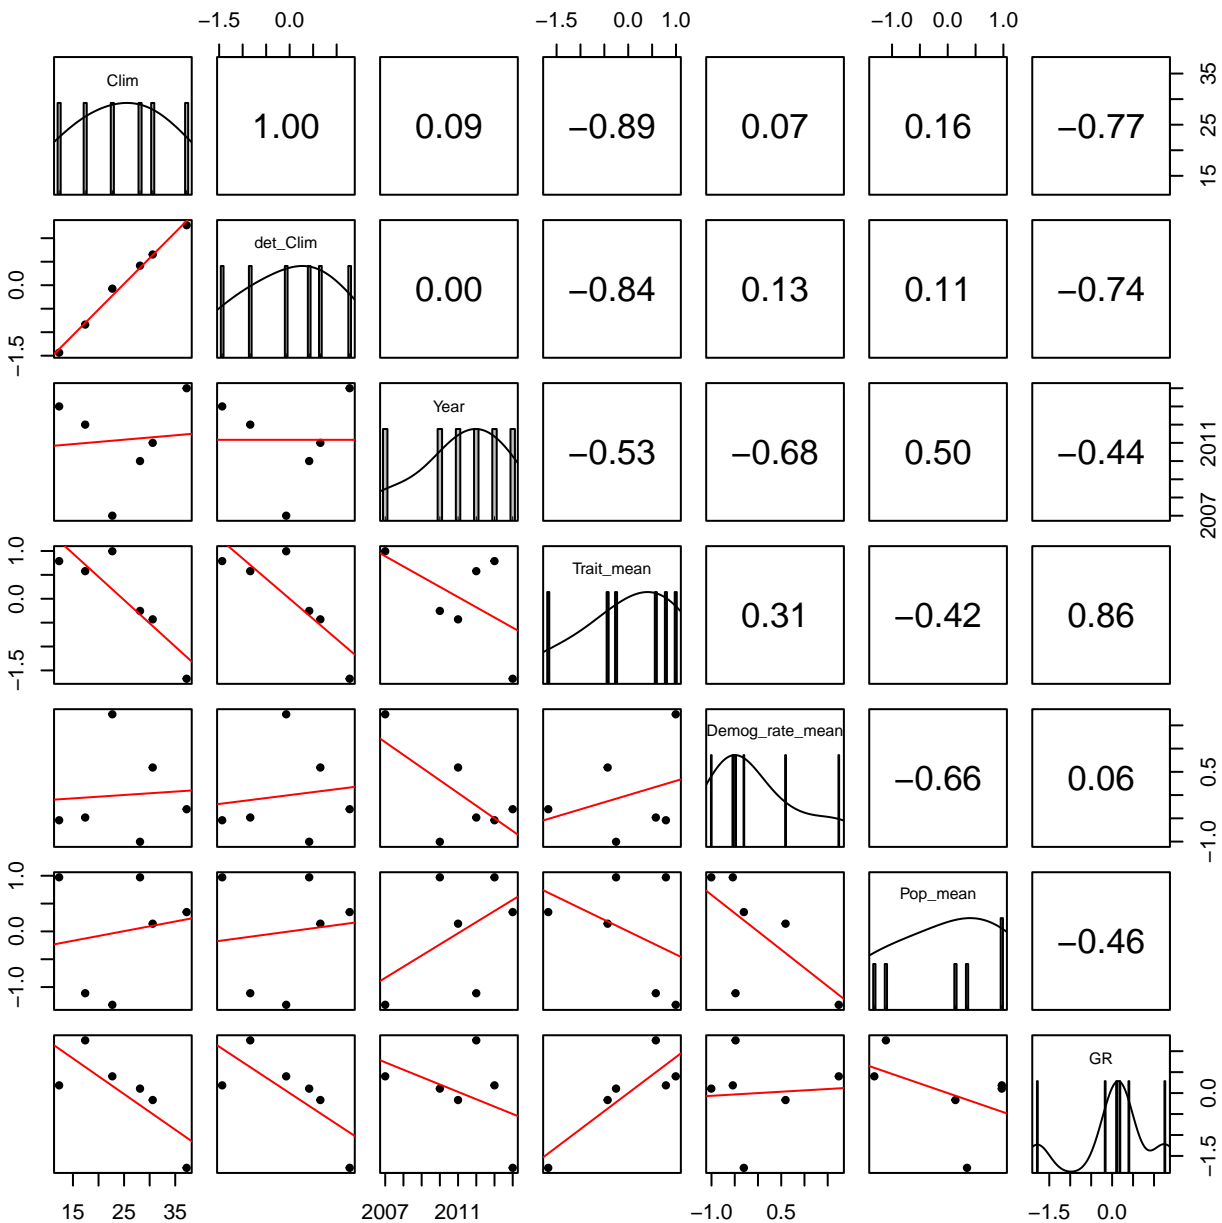 −1.5 0.0 −1.5 0.0 1.0 −1.0 0.0 1.0
Clim 1.00 0.09 −0.89 0.07 0.16 −0.77 15 25 35
−1.5 0.0 det_Clim 0.00 −0.84 0.13 0.11 −0.74
Year −0.53 −0.68 0.50 −0.44 2007 2011
−1.5 0.0 1.0 Trait_mean 0.31 −0.42 0.86
Demog_rate_mean −0.66 0.06 −1.0 0.5
−1.0 0.0 1.0 Pop_mean −0.46
GR −1.5 0.0
15 25 35 2007 2011 −1.0 0.5 −1.5 0.0